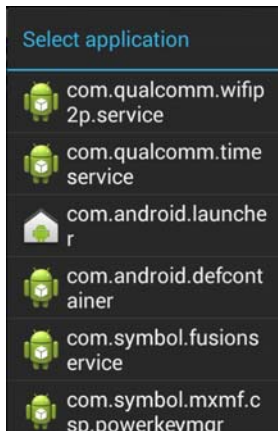 Select application
com.qualcomm.wifip
2p.service
com.qualcomm.time
service
com.android.launche
r
com.android.defcont
ainer
com.symbol.fusions
ervice
com.symbol.mxmf.c
sp.powerkeymgr